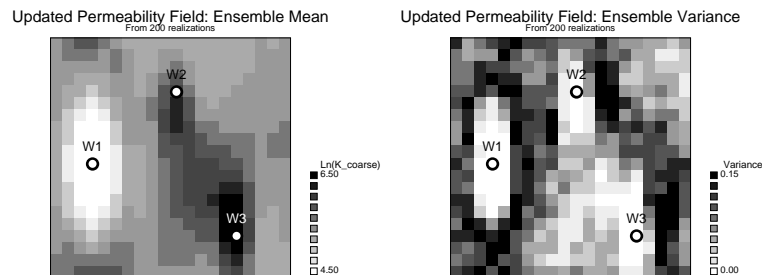 Updated Permeability Field: Ensemble Mean
From 200 realizations
W2
W1
W3
Ln(K_coarse)
6.50
4.50
Updated Permeability Field: Ensemble Variance
From 200 realizations
W2
W1
W3
Variance
0.15
0.00